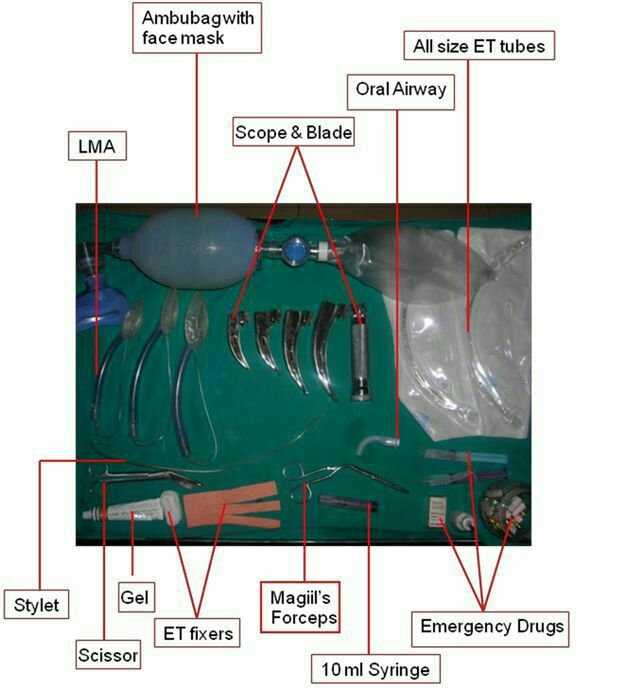 Ambubag with
face mask
All size ET tubes
Oral Airway
Scope & Blade
LMA
Stylet
Gel
Scissor
ET fixers
Magiil's
Forceps
10 ml Syringe
Emergency Drugs